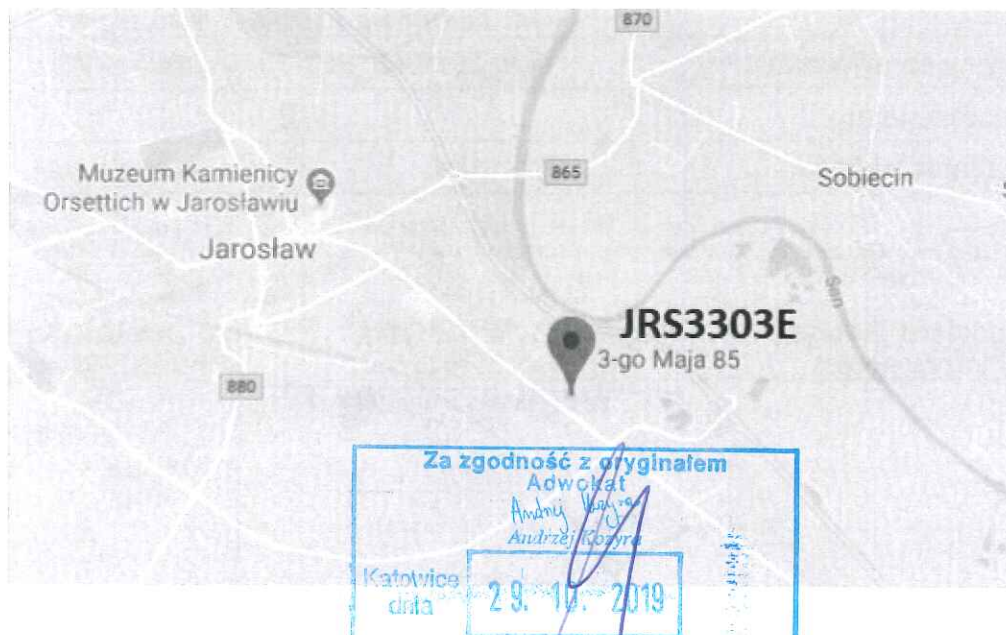 870
Muzeum Kamienicy
Orsettich w Jarosławiu
865
Sobiecin
Jarosław
San
JRS3303E
3-go Maja 85
880
Za zgodność z oryginałem
Adwokat
Andrzej Kozyra
Katowice
dnia
29. 10. 2019